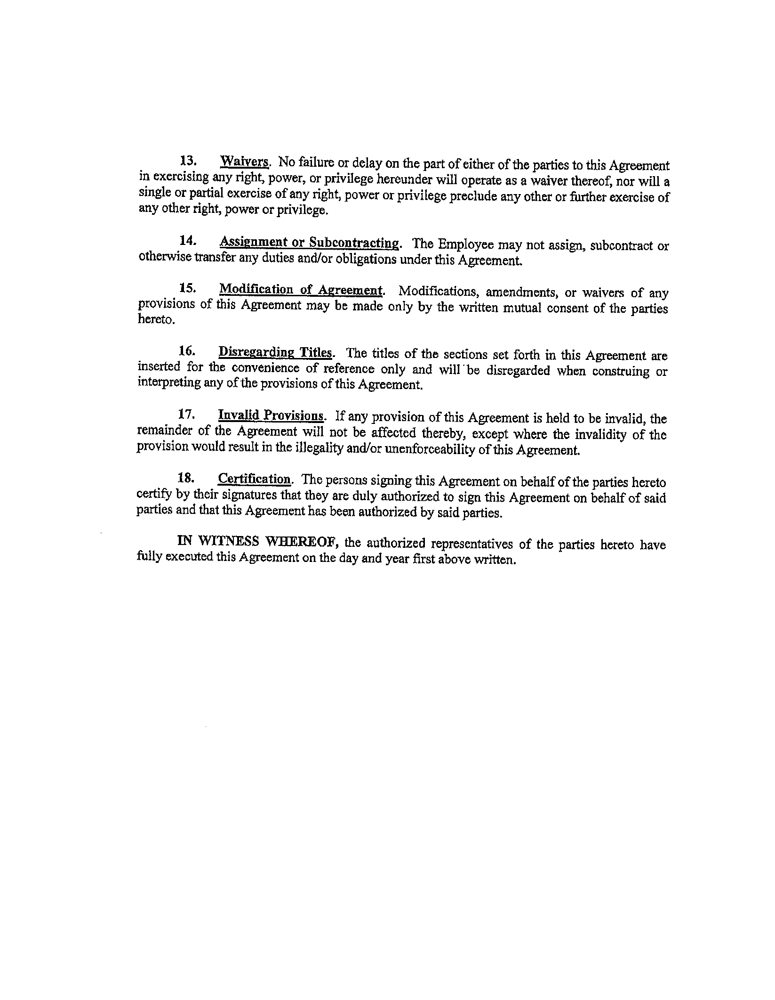 13. Waivers. No failure or delay on the part of either of the parties to this Agreement
in exercising any right, power, or privilege hereunder will operate as a waiver thereof, nor will a
single or partial exercise of any right, power or privilege preclude any other or further exercise of
any other right, power or privilege.
14. Assignment or Subcontracting. The Employee may not assign, subcontract or
otherwise transfer any duties and/or obligations under this Agreement.
15. Modification of Agreement. Modifications, amendments, or waivers of any
provisions of this Agreement may be made only by the written mutual consent of the parties
hereto.
16. Disregarding Titles. The titles of the sections set forth in this Agreement are
inserted for the convenience of reference only and will be disregarded when construing or
interpreting any of the provisions of this Agreement.
17. Invalid Provisions. If any provision of this Agreement is held to be invalid, the
remainder of the Agreement will not be affected thereby, except where the invalidity of the
provision would result in the illegality and/or unenforceability of this Agreement.
18. Certification. The persons signing this Agreement on behalf of the parties hereto
certify by their signatures that they are duly authorized to sign this Agreement on behalf of said
parties and that this Agreement has been authorized by said parties.
IN WITNESS WHEREOF, the authorized representatives of the parties hereto have
fully executed this Agreement on the day and year first above written.